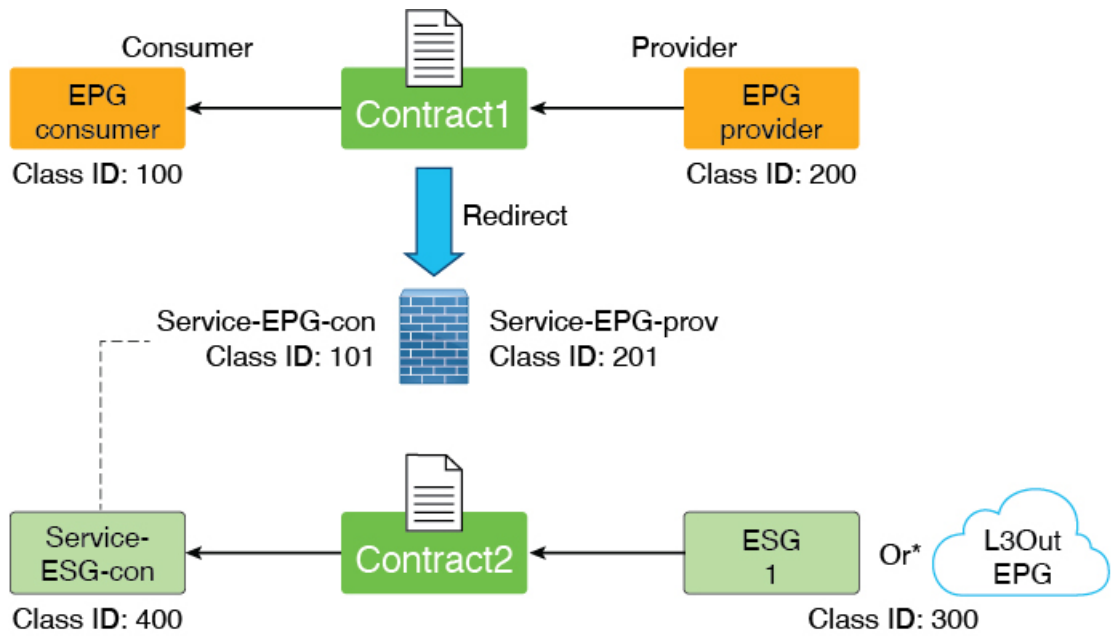 Consumer
Provider
EPG
consumer
Contract1
EPG
provider
Class ID: 100
Class ID: 200
Redirect
Service-EPG-con
Class ID: 101
Service-EPG-prov
Class ID: 201
Service-
ESG-con
Contract2
ESG
1
Or*
L3Out
EPG
Class ID: 400
Class ID: 300